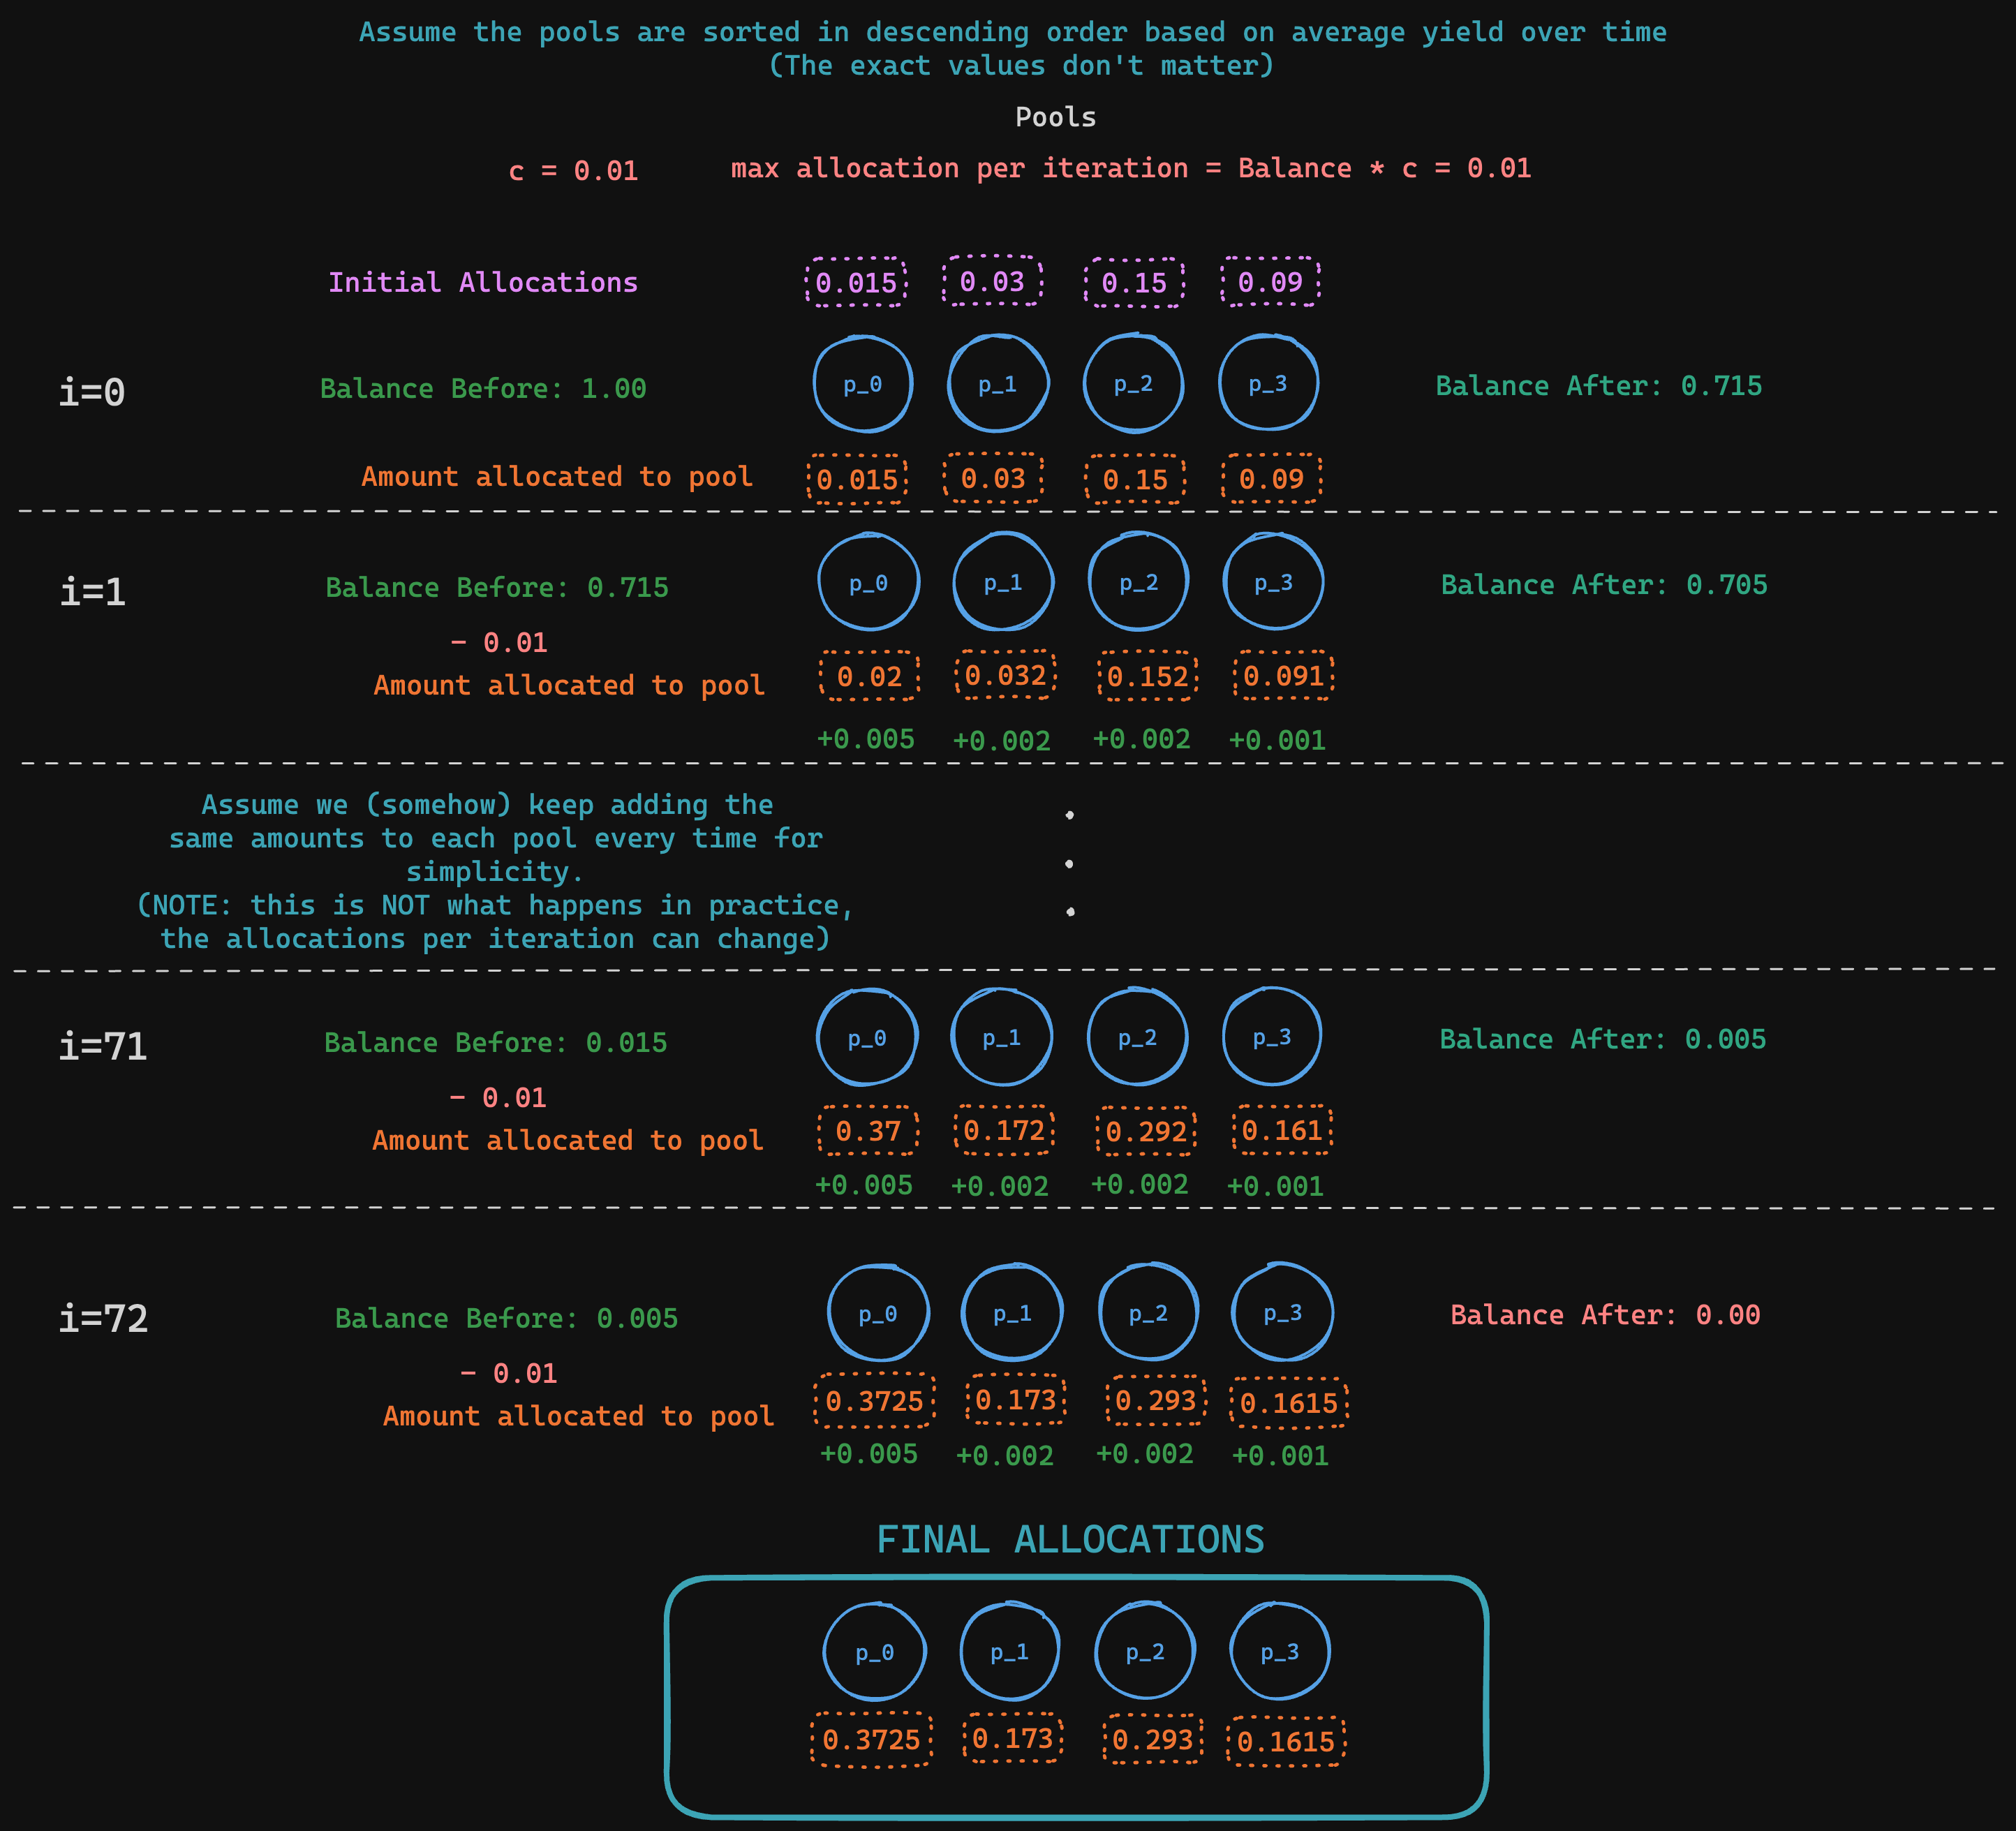 Assume the pools are sorted in descending order based on average yield over time
(The exact values don't matter)
Pools
c = 0.01 max allocation per iteration = Balance * c = 0.01
Initial Allocations 0.015 0.03 0.15 0.09
i=0 Balance Before: 1.00 p_0 p_1 p_2 p_3 Balance After: 0.715
Amount allocated to pool 0.015 0.03 0.15 0.09
i=1 Balance Before: 0.715 p_0 p_1 p_2 p_3 Balance After: 0.705
- 0.01
Amount allocated to pool 0.02 0.032 0.152 0.091
+0.005 +0.002 +0.002 +0.001
Assume we (somehow) keep adding the
same amounts to each pool every time for
simplicity.
(NOTE: this is NOT what happens in practice,
the allocations per iteration can change)
i=71 Balance Before: 0.015 p_0 p_1 p_2 p_3 Balance After: 0.005
- 0.01
Amount allocated to pool 0.37 0.172 0.292 0.161
+0.005 +0.002 +0.002 +0.001
i=72 Balance Before: 0.005 p_0 p_1 p_2 p_3 Balance After: 0.00
- 0.01
Amount allocated to pool 0.3725 0.173 0.293 0.1615
+0.005 +0.002 +0.002 +0.001
FINAL ALLOCATIONS
p_0 p_1 p_2 p_3
0.3725 0.173 0.293 0.1615